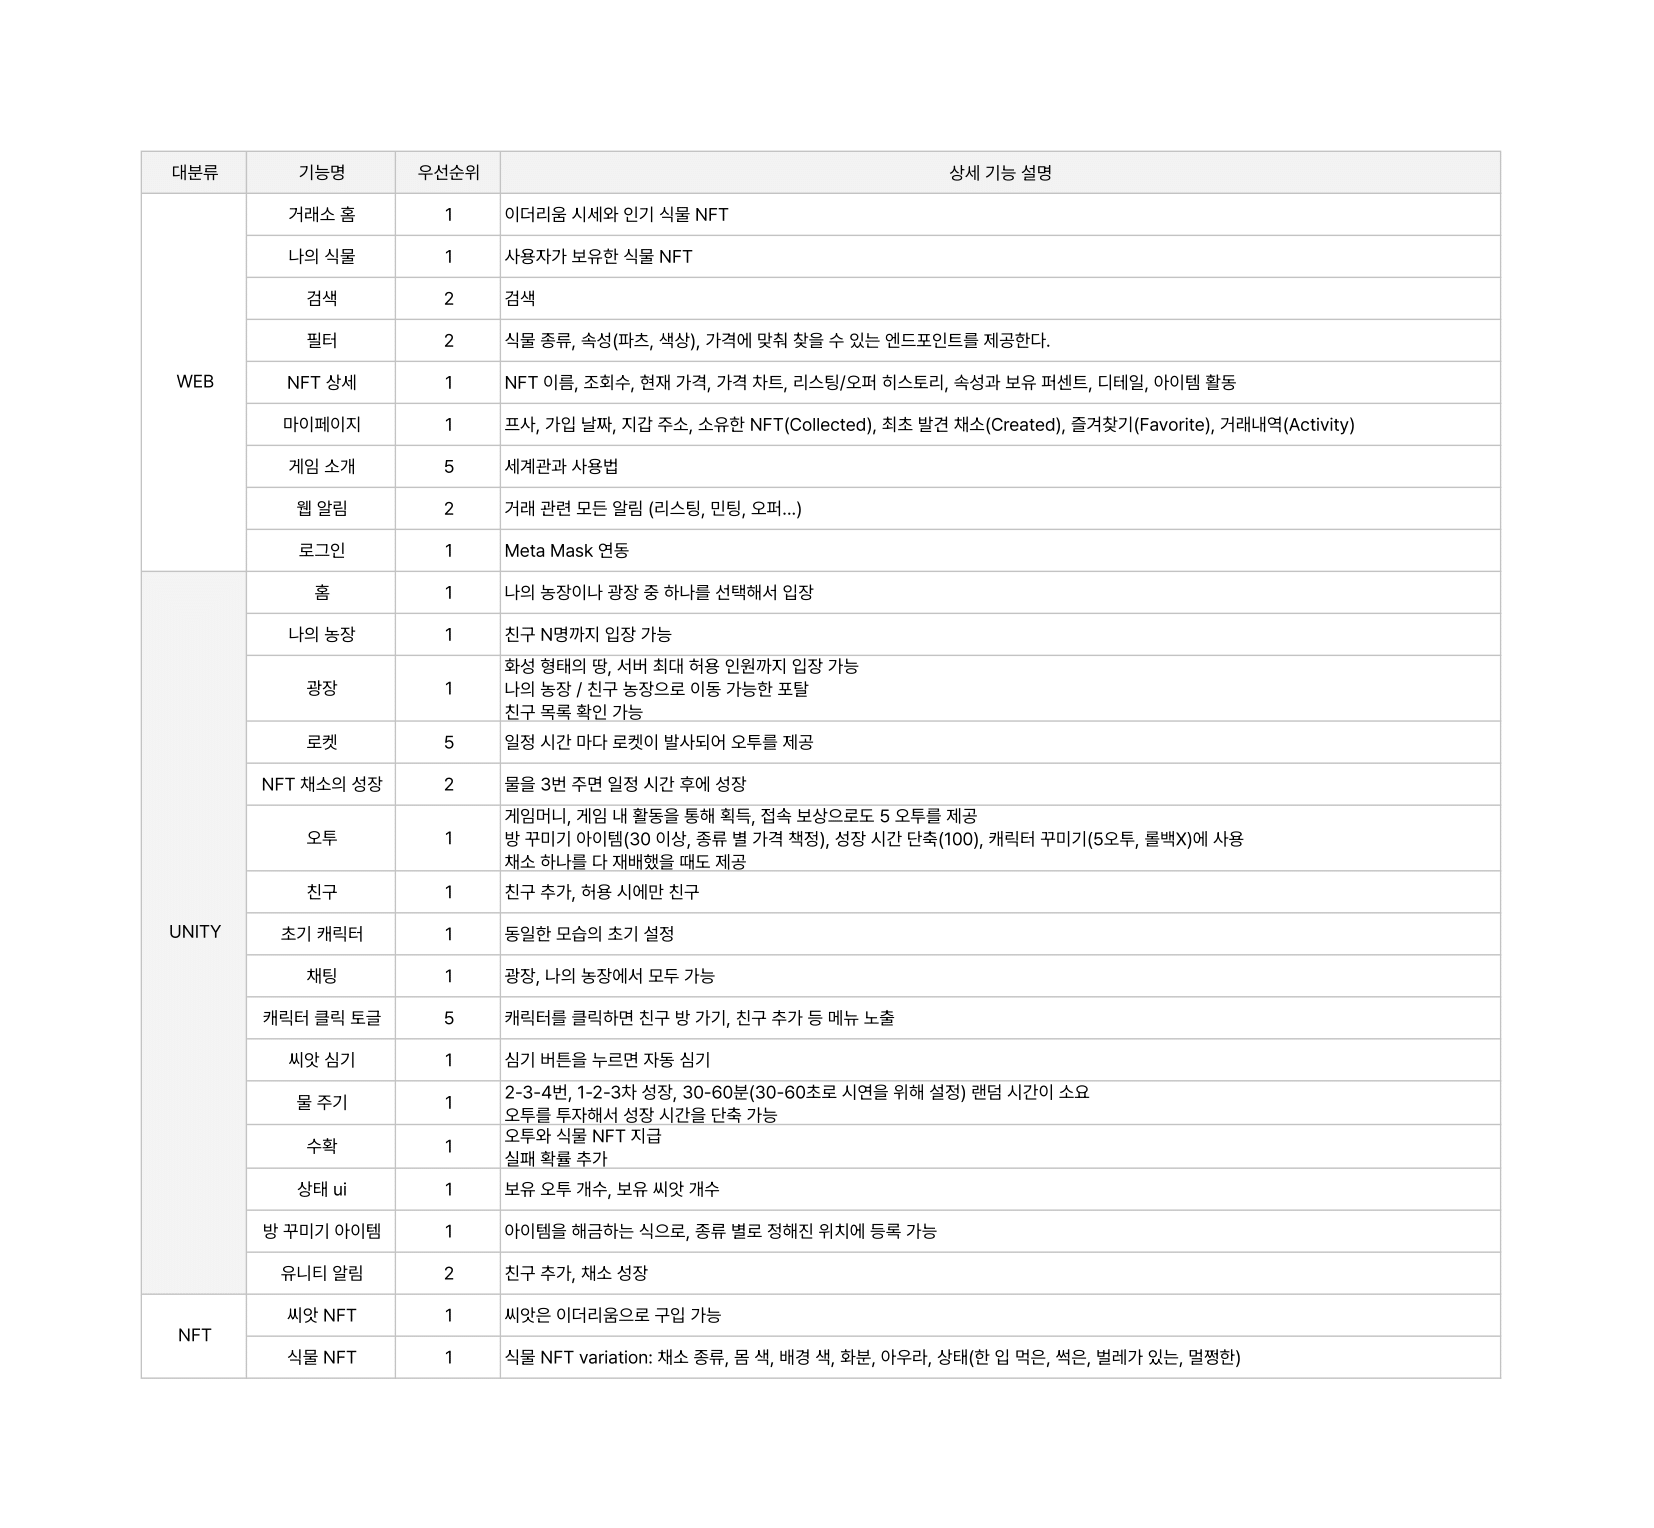 대분류 기능명 우선순위 상세 기능 설명
WEB
거래소 홈 1 이더리움 시세와 인기 식물 NFT
나의 식물 1 사용자가 보유한 식물 NFT
검색 2 검색
필터 2 식물 종류, 속성(파츠, 색상), 가격에 맞춰 찾을 수 있는 엔드포인트를 제공한다.
NFT 상세 1 NFT 이름, 조회수, 현재 가격, 가격 차트, 리스팅/오퍼 히스토리, 속성과 보유 퍼센트, 디테일, 아이템 활동
마이페이지 1 프사, 가입 날짜, 지갑 주소, 소유한 NFT(Collected), 최초 발견 채소(Created), 즐겨찾기(Favorite), 거래내역(Activity)
게임 소개 5 세계관과 사용법
웹 알림 2 거래 관련 모든 알림 (리스팅, 민팅, 오퍼...)
로그인 1 Meta Mask 연동
UNITY
홈 1 나의 농장이나 광장 중 하나를 선택해서 입장
나의 농장 1 친구 N명까지 입장 가능
광장 1 화성 형태의 땅, 서버 최대 허용 인원까지 입장 가능
나의 농장 / 친구 농장으로 이동 가능한 포탈
친구 목록 확인 가능
로켓 5 일정 시간 마다 로켓이 발사되어 오투를 제공
NFT 채소의 성장 2 물을 3번 주면 일정 시간 후에 성장
오투 1 게임머니, 게임 내 활동을 통해 획득, 접속 보상으로도 5 오투를 제공
방 꾸미기 아이템(30 이상, 종류 별 가격 책정), 성장 시간 단축(100), 캐릭터 꾸미기(5오투, 롤백X)에 사용
채소 하나를 다 재배했을 때도 제공
친구 1 친구 추가, 허용 시에만 친구
초기 캐릭터 1 동일한 모습의 초기 설정
채팅 1 광장, 나의 농장에서 모두 가능
캐릭터 클릭 토글 5 캐릭터를 클릭하면 친구 방 가기, 친구 추가 등 메뉴 노출
씨앗 심기 1 심기 버튼을 누르면 자동 심기
물 주기 1 2-3-4번, 1-2-3차 성장, 30-60분(30-60초로 시연을 위해 설정) 랜덤 시간이 소요
오투를 투자해서 성장 시간을 단축 가능
수확 1 오투와 식물 NFT 지급
실패 확률 추가
상태 ui 1 보유 오투 개수, 보유 씨앗 개수
방 꾸미기 아이템 1 아이템을 해금하는 식으로, 종류 별로 정해진 위치에 등록 가능
유니티 알림 2 친구 추가, 채소 성장
NFT
씨앗 NFT 1 씨앗은 이더리움으로 구입 가능
식물 NFT 1 식물 NFT variation: 채소 종류, 몸 색, 배경 색, 화분, 아우라, 상태(한 입 먹은, 썩은, 벌레가 있는, 멀쩡한)